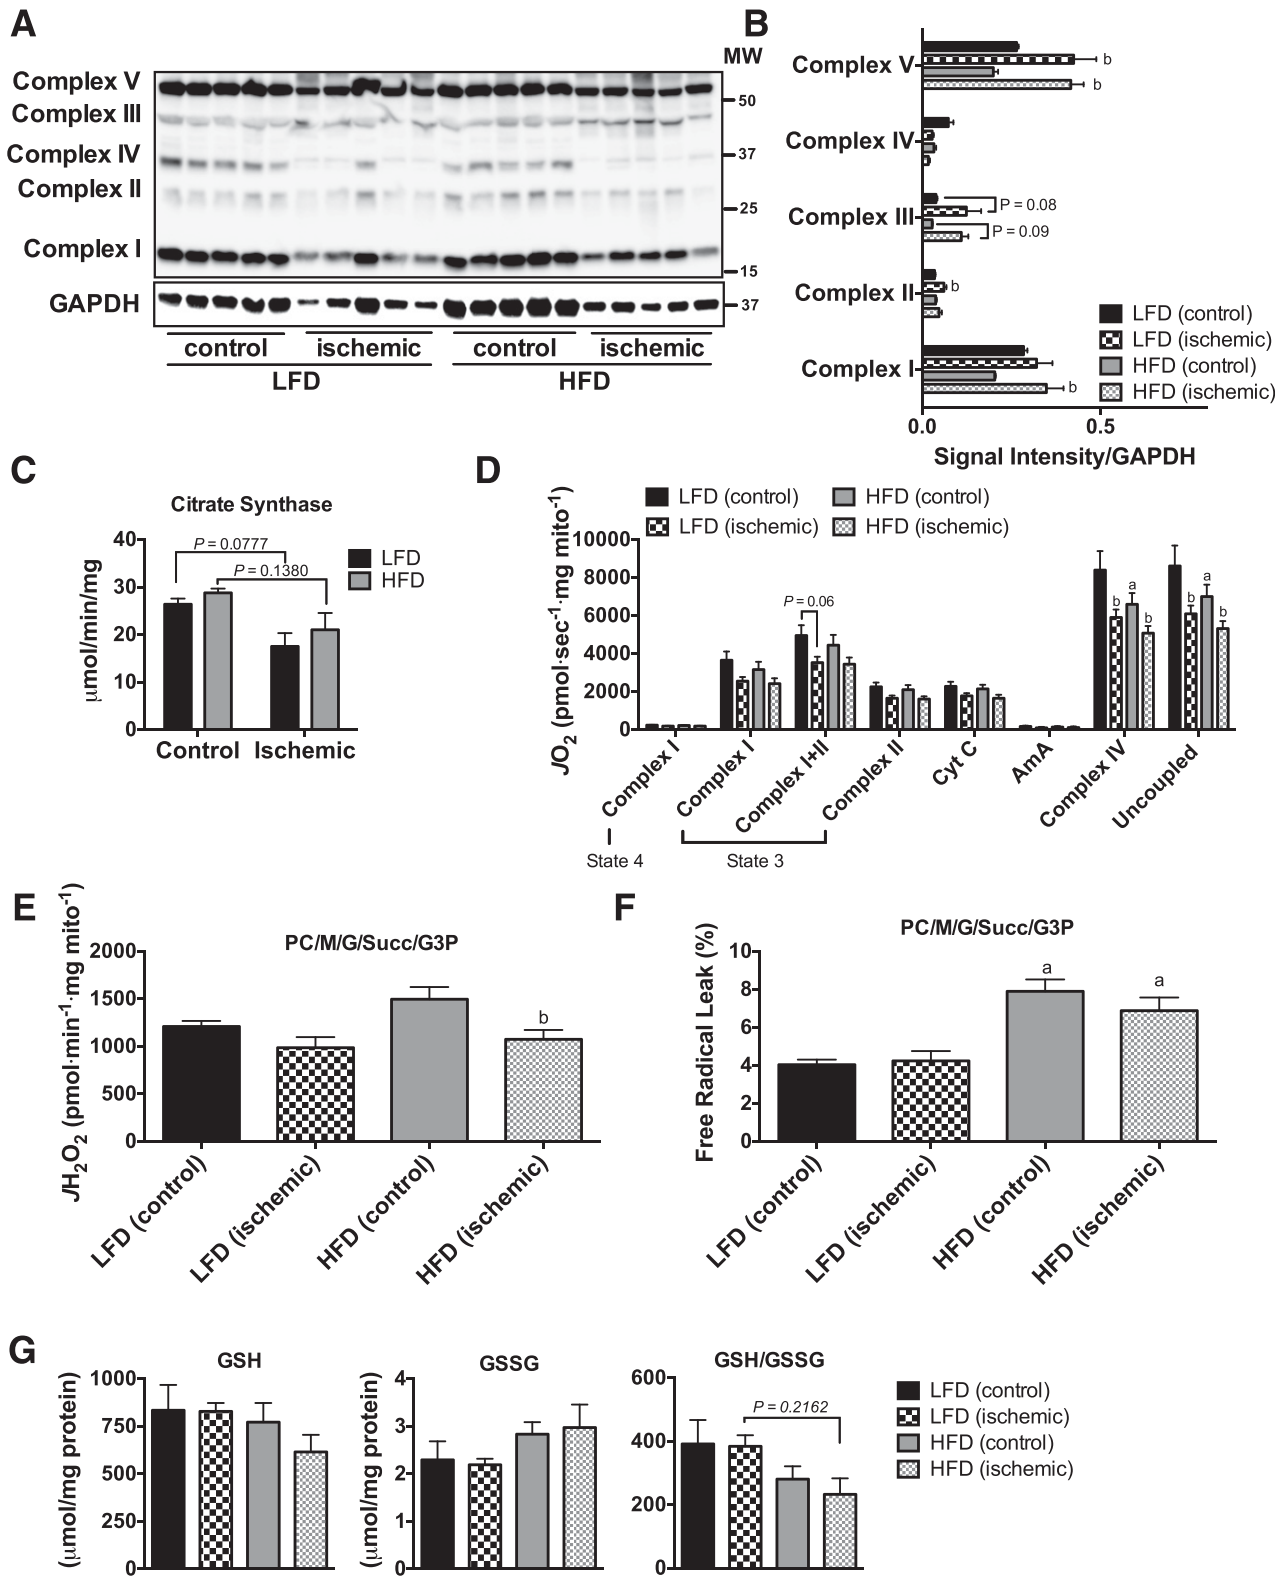 A
MW
Complex V
Complex III
Complex IV
Complex II
Complex I
GAPDH
50
37
25
15
37
control ischemic control ischemic
LFD HFD
B
Complex V
b
b
Complex IV
Complex III
P = 0.08
P = 0.09
Complex II
b
Complex I
b
LFD (control)
LFD (ischemic)
HFD (control)
HFD (ischemic)
0.0 0.5
Signal Intensity/GAPDH
C
Citrate Synthase
μmol/min/mg
40
30
20
10
0
P = 0.0777
P = 0.1380
LFD
HFD
Control Ischemic
D
LFD (control) HFD (control)
LFD (ischemic) HFD (ischemic)
JO₂ (pmol·sec⁻¹·mg mito⁻¹)
10000
8000
6000
4000
2000
0
P = 0.06
b a b
b a b
Complex I
Complex I
Complex I+II
Complex II
Cyt C
AmA
Complex IV
Uncoupled
State 4 State 3
E
PC/M/G/Succ/G3P
JH₂O₂ (pmol·min⁻¹·mg mito⁻¹)
2000
1500
1000
500
0
b
LFD (control)
LFD (ischemic)
HFD (control)
HFD (ischemic)
F
PC/M/G/Succ/G3P
Free Radical Leak (%)
10
8
6
4
2
0
a
a
LFD (control)
LFD (ischemic)
HFD (control)
HFD (ischemic)
G
GSH
(μmol/mg protein)
1000
750
500
250
0
GSSG
(μmol/mg protein)
4
3
2
1
0
GSH/GSSG
600
400
200
0
P = 0.2162
LFD (control)
LFD (ischemic)
HFD (control)
HFD (ischemic)